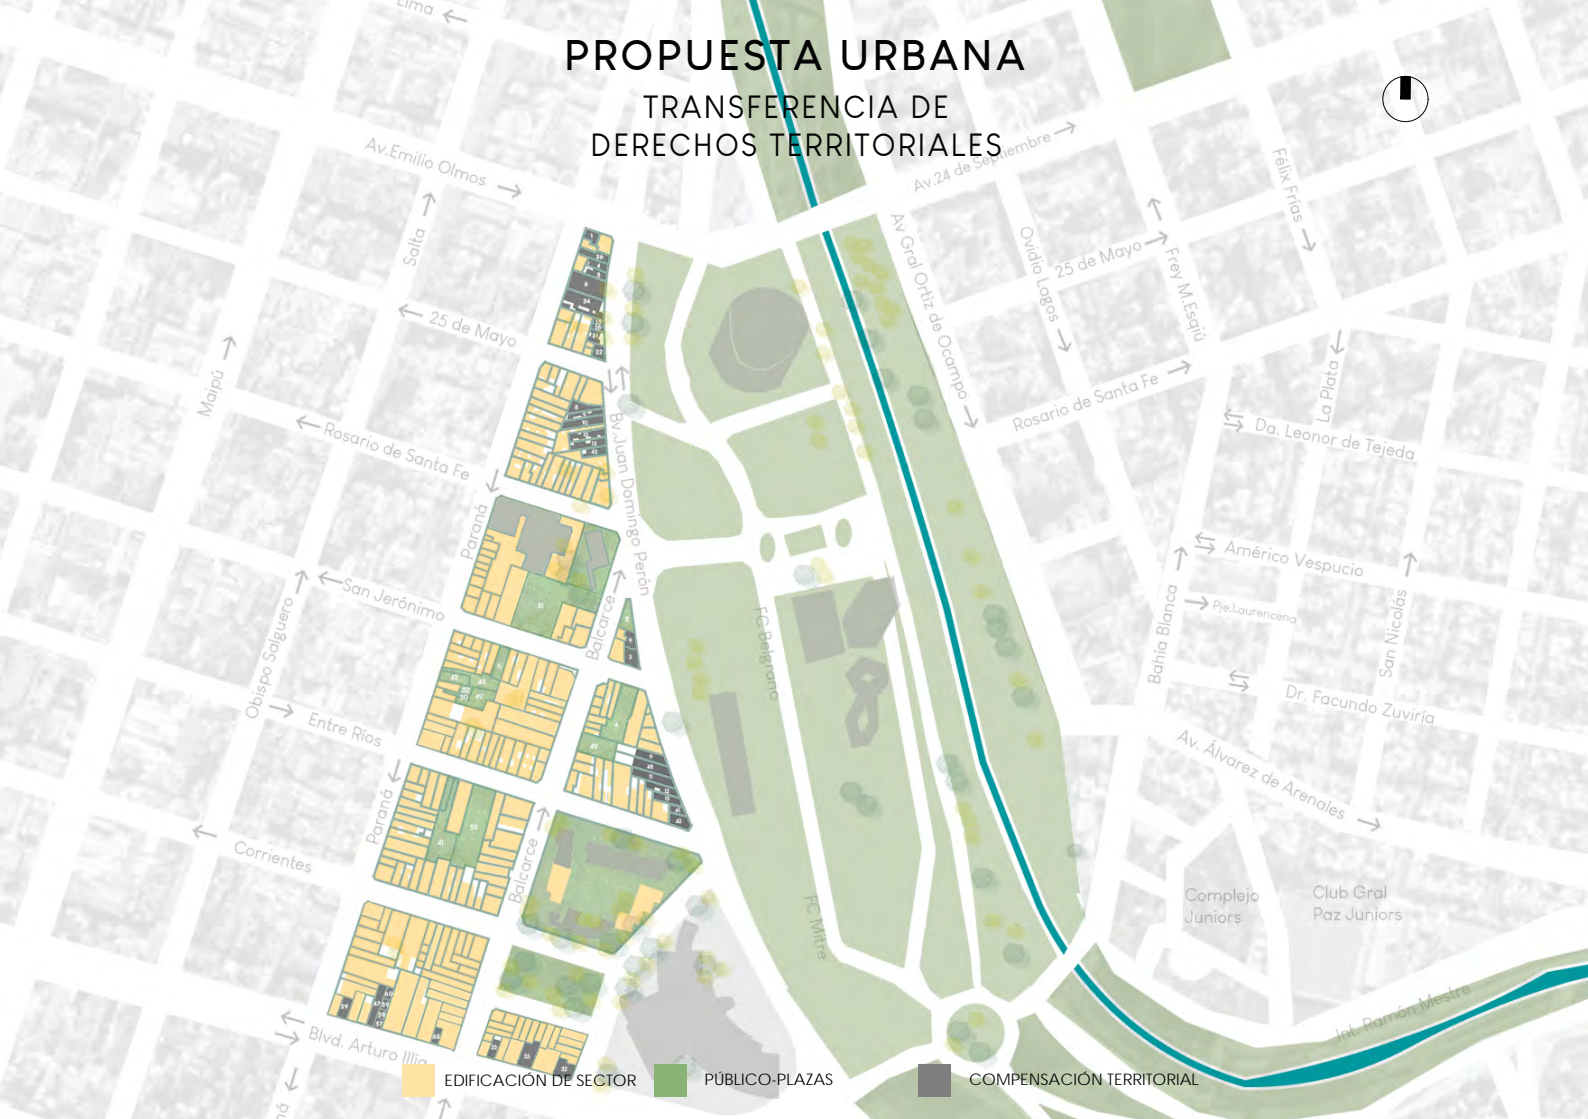 PROPUESTA URBANA
TRANSFERENCIA DE
DERECHOS TERRITORIALES
Lima
Av.Emilio Olmos
Av.24 de Septiembre
Salta
Félix Frías
Av Gral Ortiz de Ocampo
Ovidio Lagos
25 de Mayo
Frey M.Esqiú
25 de Mayo
Maipú
La Plata
Rosario de Santa Fe
Rosario de Santa Fe
Da. Leonor de Tejeda
Bv Juan Domingo Perón
Paraná
Américo Vespucio
San Jerónimo
Balcarce
Obispo Salguero
Bahía Blanca
Pje.Laurencena
San Nicolás
FC Belgrano
Entre Ríos
Dr. Facundo Zuviría
Av. Álvarez de Arenales
Paraná
Corrientes
Balcarce
FC Mitre
Complejo
Juniors
Club Gral
Paz Juniors
Int. Ramón Mestre
Blvd. Arturo Illia
EDIFICACIÓN DE SECTOR
PÚBLICO-PLAZAS
COMPENSACIÓN TERRITORIAL